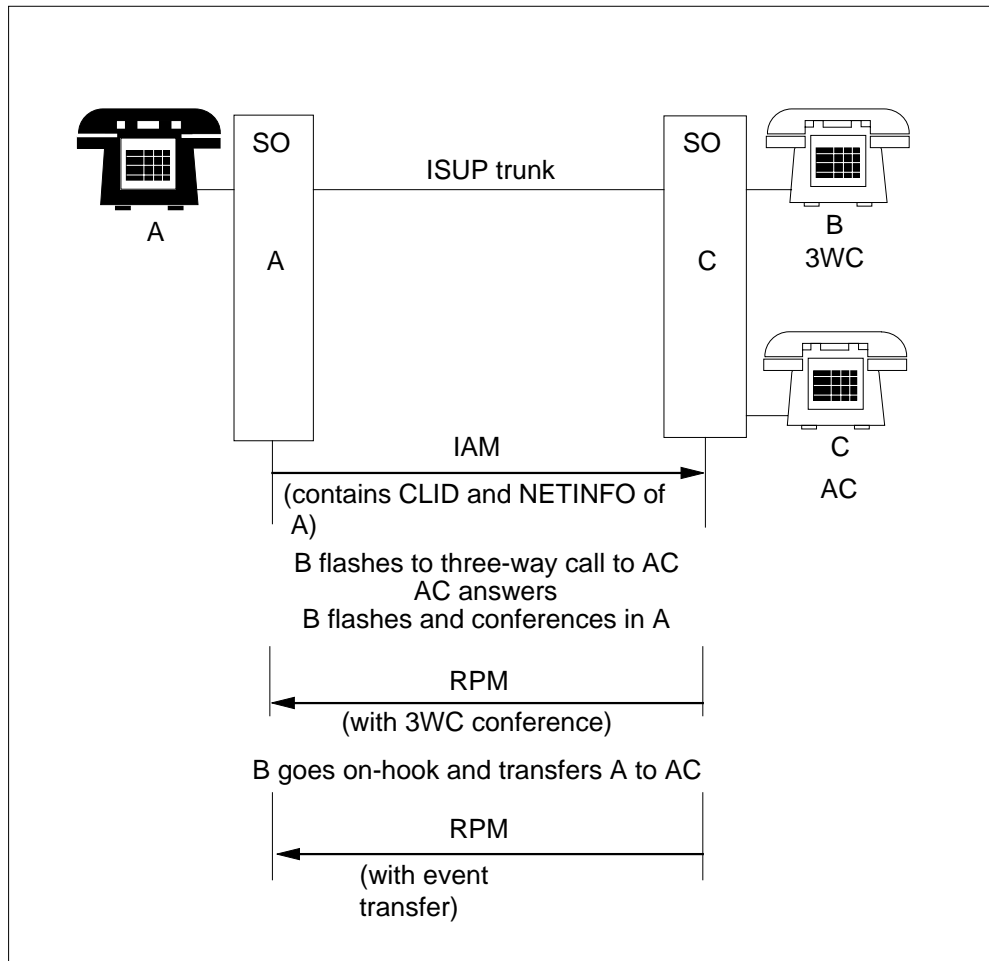 SO
SO
ISUP trunk
A
B
3WC
A
C
C
AC
IAM
(contains CLID and NETINFO of
A)
B flashes to three-way call to AC
AC answers
B flashes and conferences in A
RPM
(with 3WC conference)
B goes on-hook and transfers A to AC
RPM
(with event
transfer)